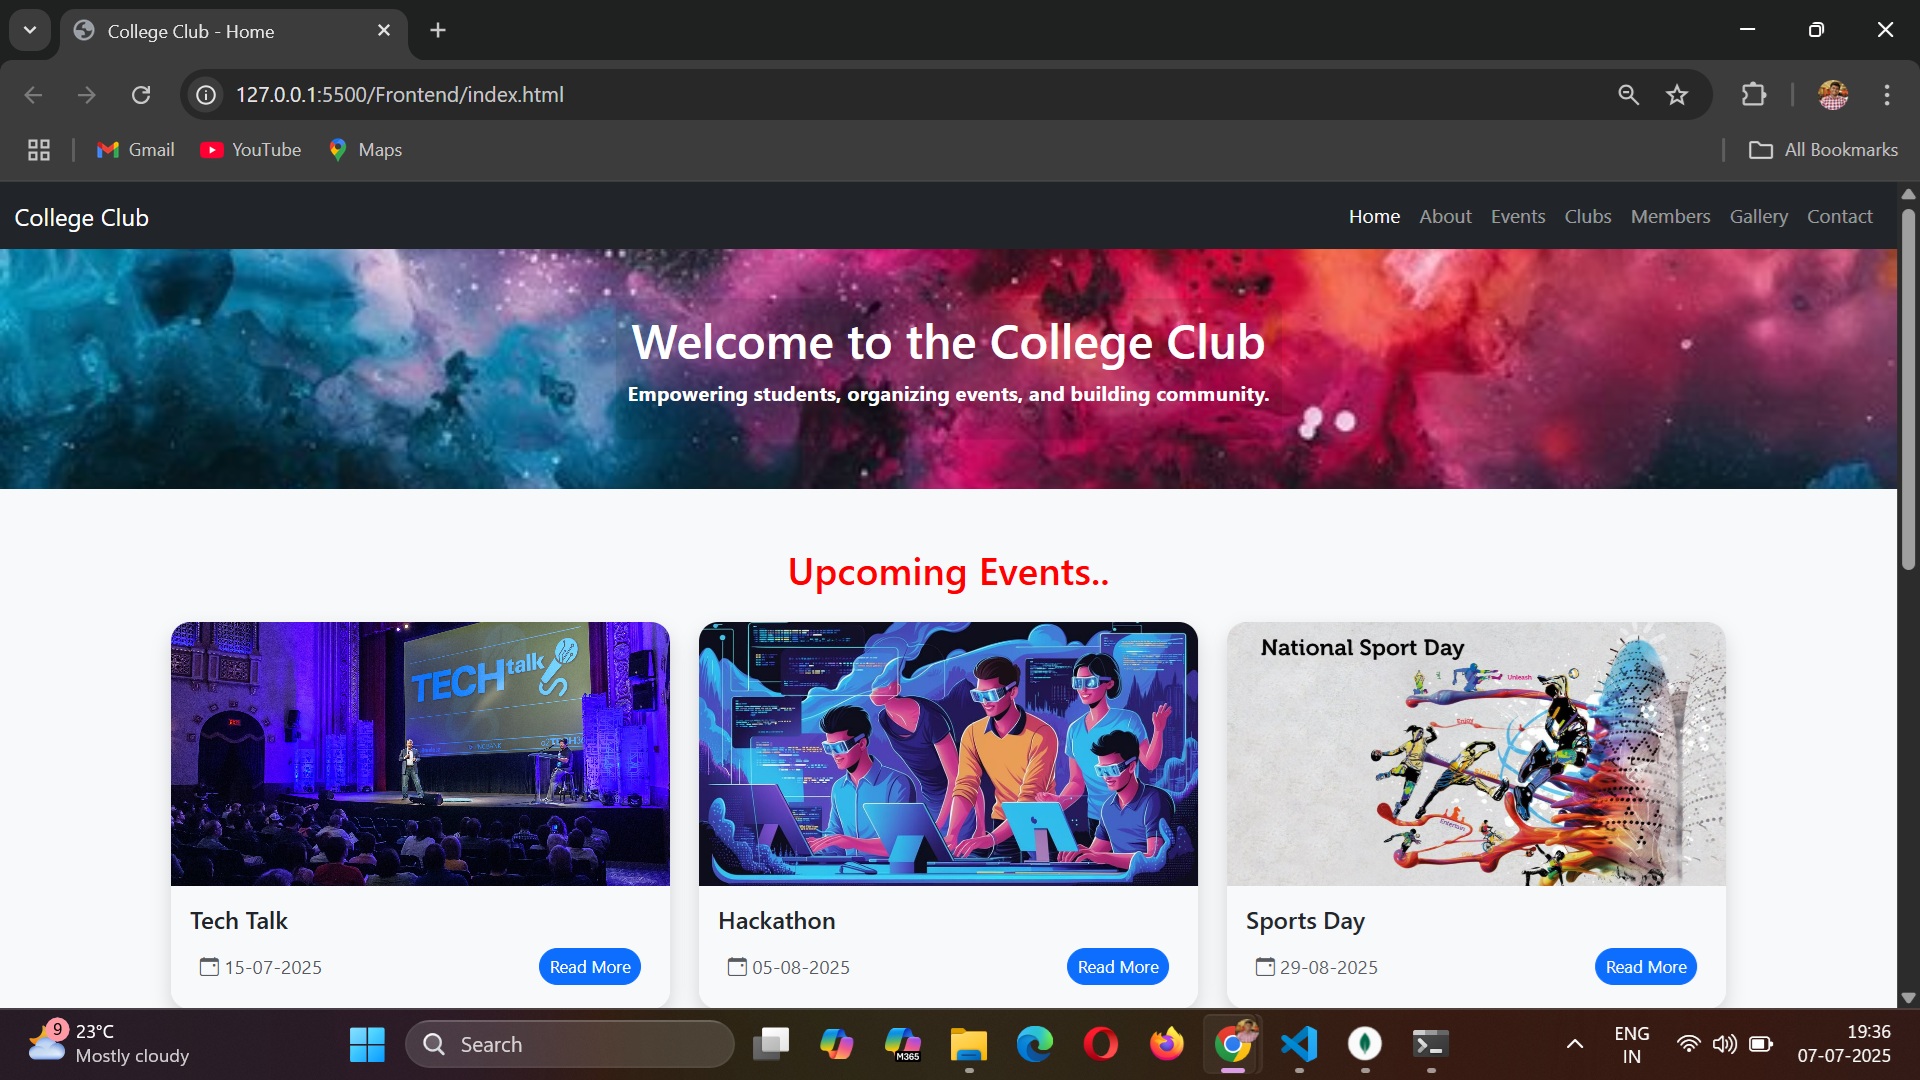 College Club - Home
127.0.0.1:5500/Frontend/index.html
Gmail YouTube Maps All Bookmarks
College Club Home About Events Clubs Members Gallery Contact
Welcome to the College Club
Empowering students, organizing events, and building community.
Upcoming Events..
TECH talk
National Sport Day
Unleash
Enjoy
Entertain
Tech Talk
15-07-2025 Read More
Hackathon
05-08-2025 Read More
Sports Day
29-08-2025 Read More
9
23°C
Mostly cloudy
Search
M365
ENG
IN
19:36
07-07-2025